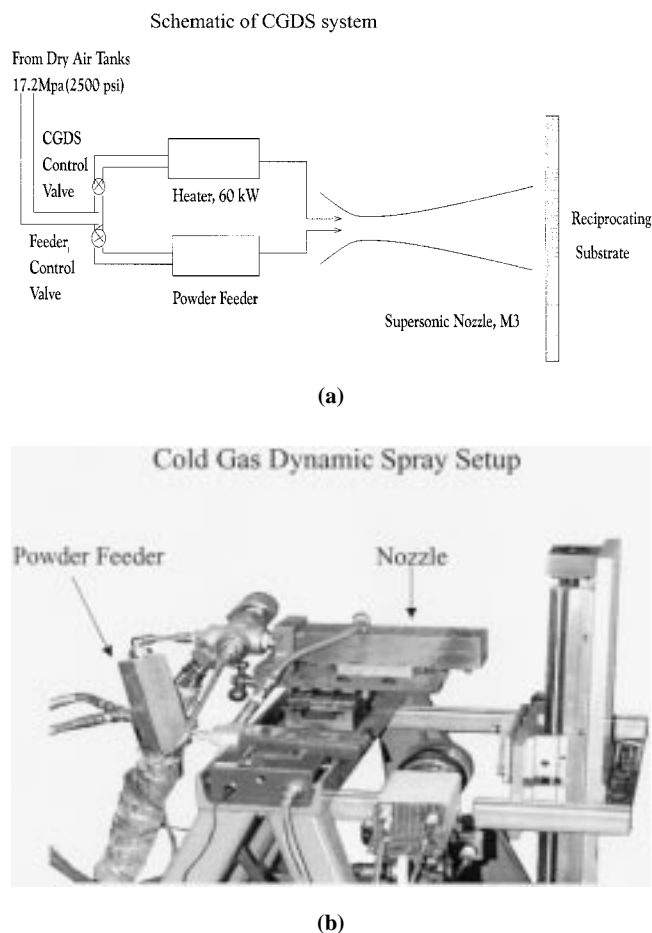 Schematic of CGDS system
From Dry Air Tanks
17.2Mpa(2500 psi)
CGDS
Control
Valve
Heater, 60 kW
Feeder
Control
Valve
Powder Feeder
Reciprocating
Substrate
Supersonic Nozzle, M3
(a)
Cold Gas Dynamic Spray Setup
Powder Feeder
Nozzle
(b)